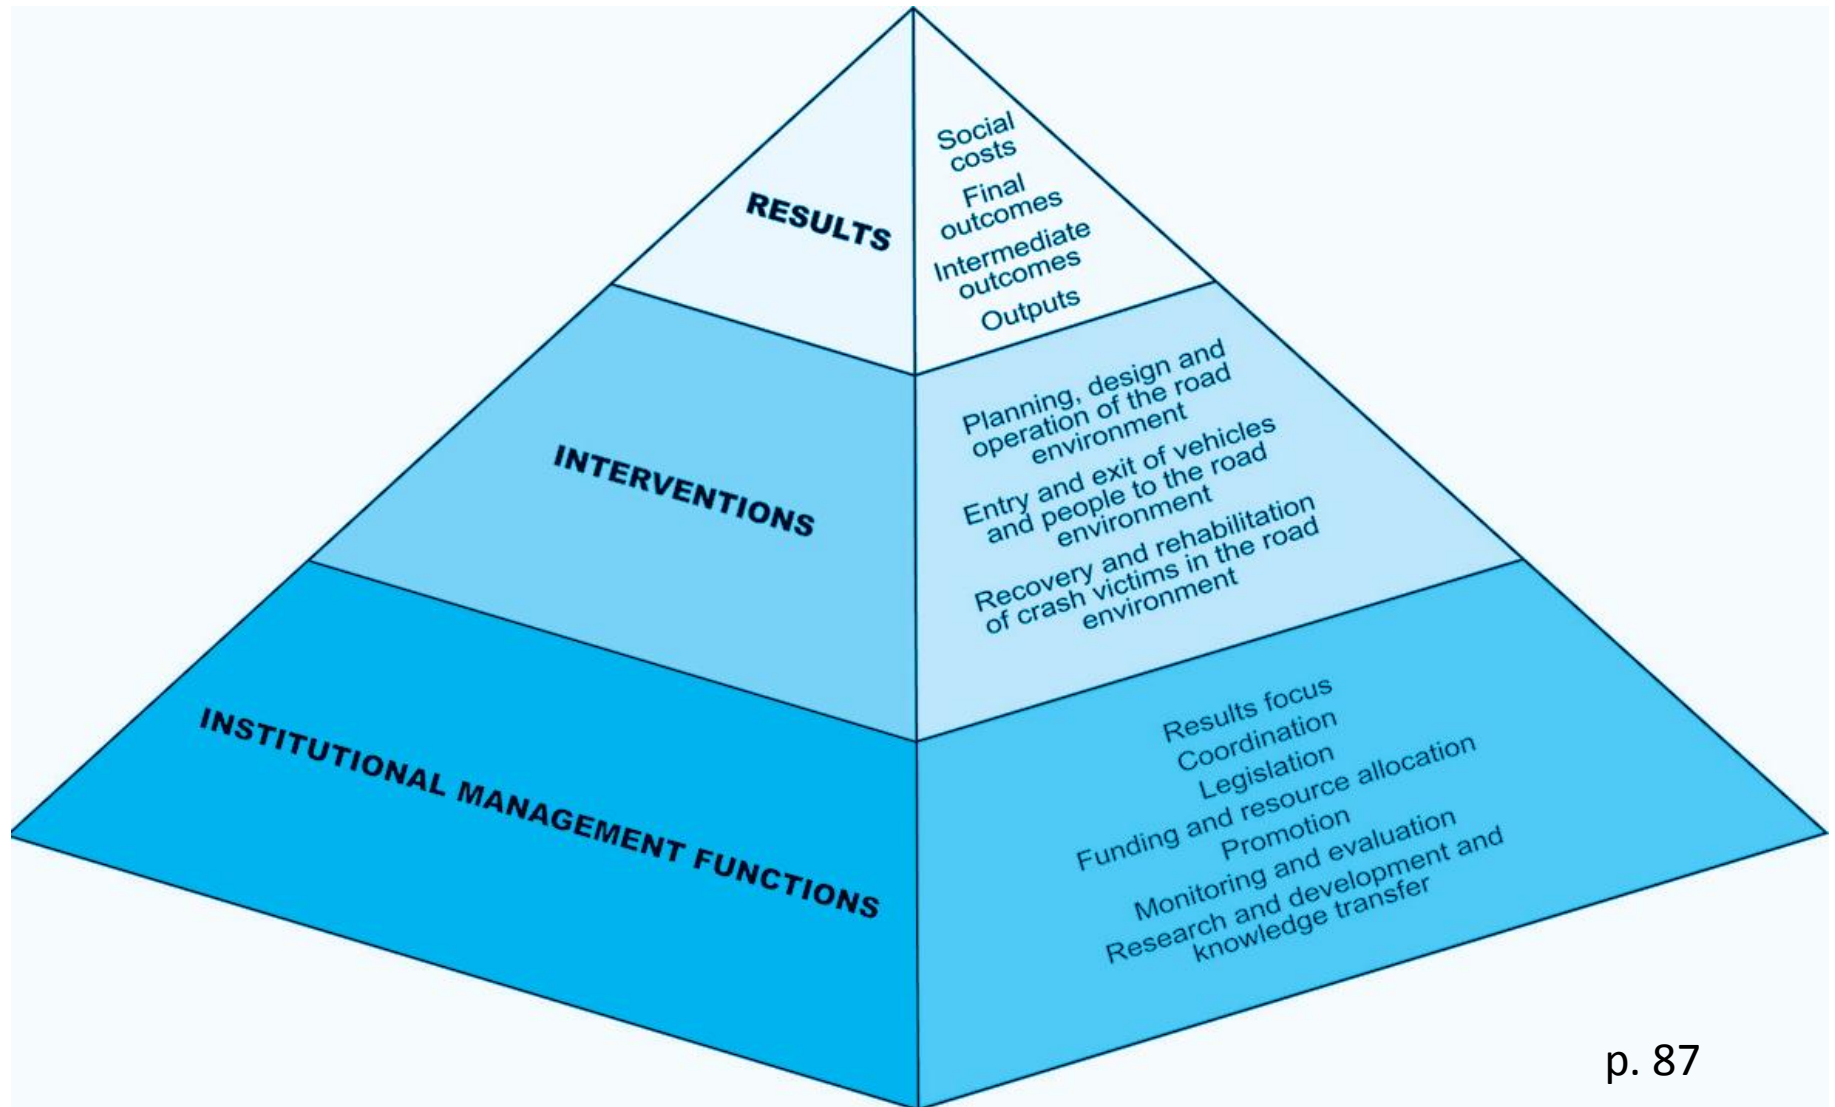 RESULTS
Social
costs
Final
outcomes
Intermediate
outcomes
Outputs
INTERVENTIONS
Planning, design and
operation of the road
environment
Entry and exit of vehicles
and people to the road
environment
Recovery and rehabilitation
of crash victims in the road
environment
INSTITUTIONAL MANAGEMENT FUNCTIONS
Results focus
Coordination
Legislation
Funding and resource allocation
Promotion
Monitoring and evaluation
Research and development and
knowledge transfer
p. 87